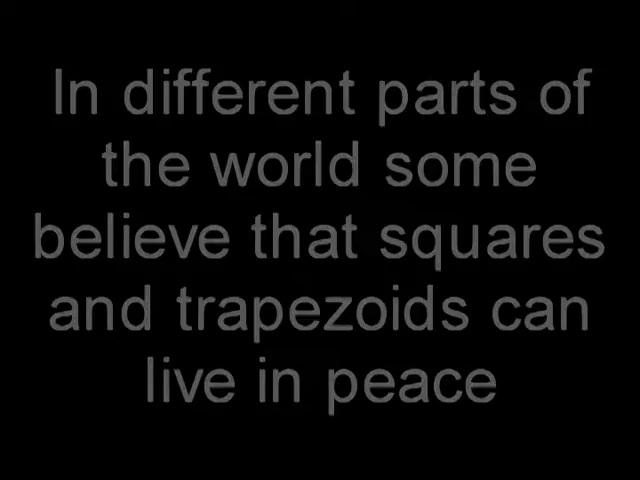 In different parts of
the world some
believe that squares
and trapezoids can
live in peace